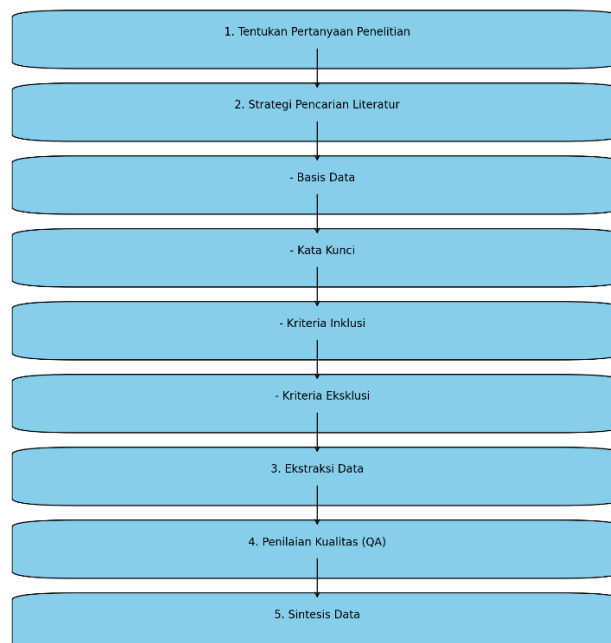 1. Tentukan Pertanyaan Penelitian
2. Strategi Pencarian Literatur
- Basis Data
- Kata Kunci
- Kriteria Inklusi
- Kriteria Eksklusi
3. Ekstraksi Data
4. Penilaian Kualitas (QA)
5. Sintesis Data